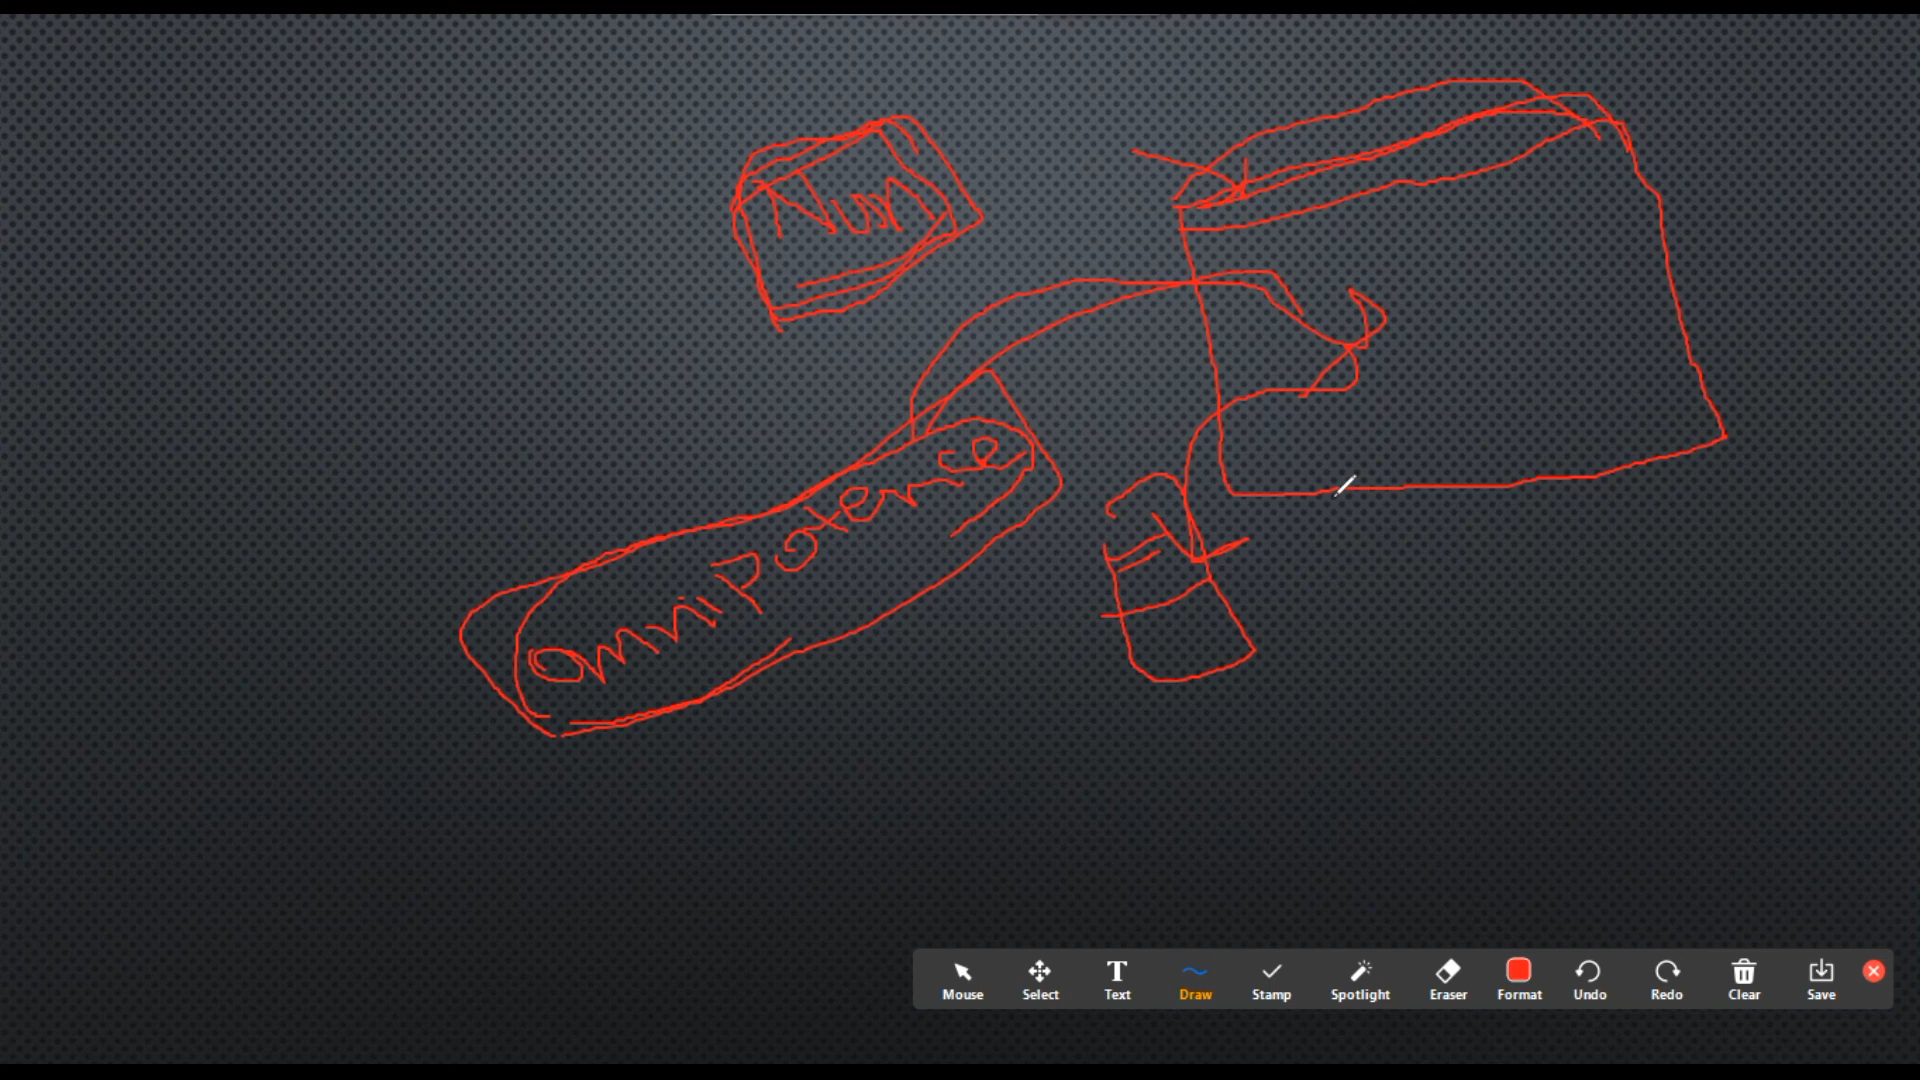 Num
OmniPotence
Mouse Select Text Draw Stamp Spotlight Eraser Format Undo Redo Clear Save